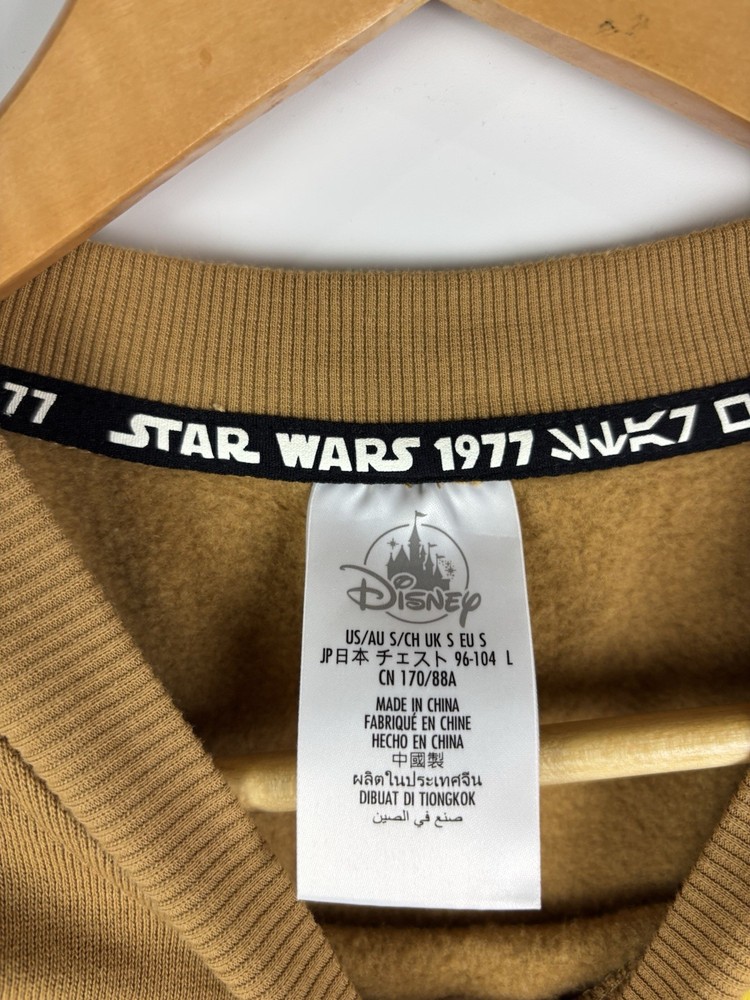 77 STAR WARS 1977
Disney
US/AU S/CH UK S EU S
JP日本 チェスト 96-104 L
CN 170/88A
MADE IN CHINA
FABRIQUÉ EN CHINE
HECHO EN CHINA
中國製
ผลิตในประเทศจีน
DIBUAT DI TIONGKOK
صنع في الصين